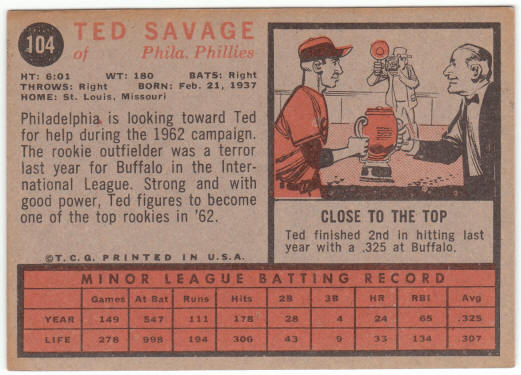 104
TED SAVAGE
of Phila. Phillies
HT: 6:01 WT: 180 BATS: Right
THROWS: Right BORN: Feb. 21, 1937
HOME: St. Louis, Missouri
Philadelphia is looking toward Ted
for help during the 1962 campaign.
The rookie outfielder was a terror
last year for Buffalo in the Inter-
national League. Strong and with
good power, Ted figures to become
one of the top rookies in '62.
©T.C.G. PRINTED IN U.S.A.
CLOSE TO THE TOP
Ted finished 2nd in hitting last
year with a .325 at Buffalo.
MINOR LEAGUE BATTING RECORD
Games At Bat Runs Hits 2B 3B HR RBI Avg
YEAR 149 547 111 178 28 4 24 65 .325
LIFE 278 998 194 306 43 9 33 134 .307